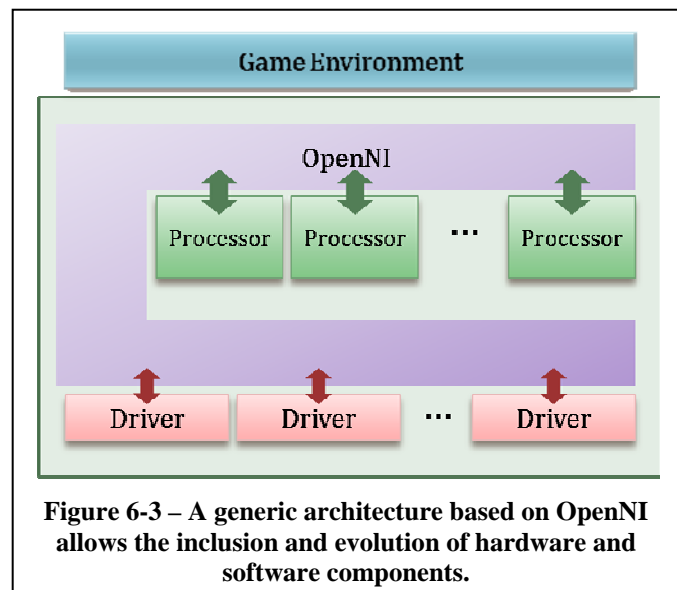 Game Environment
OpenNI
Processor Processor ... Processor
Driver Driver ... Driver
Figure 6-3 – A generic architecture based on OpenNI
allows the inclusion and evolution of hardware and
software components.